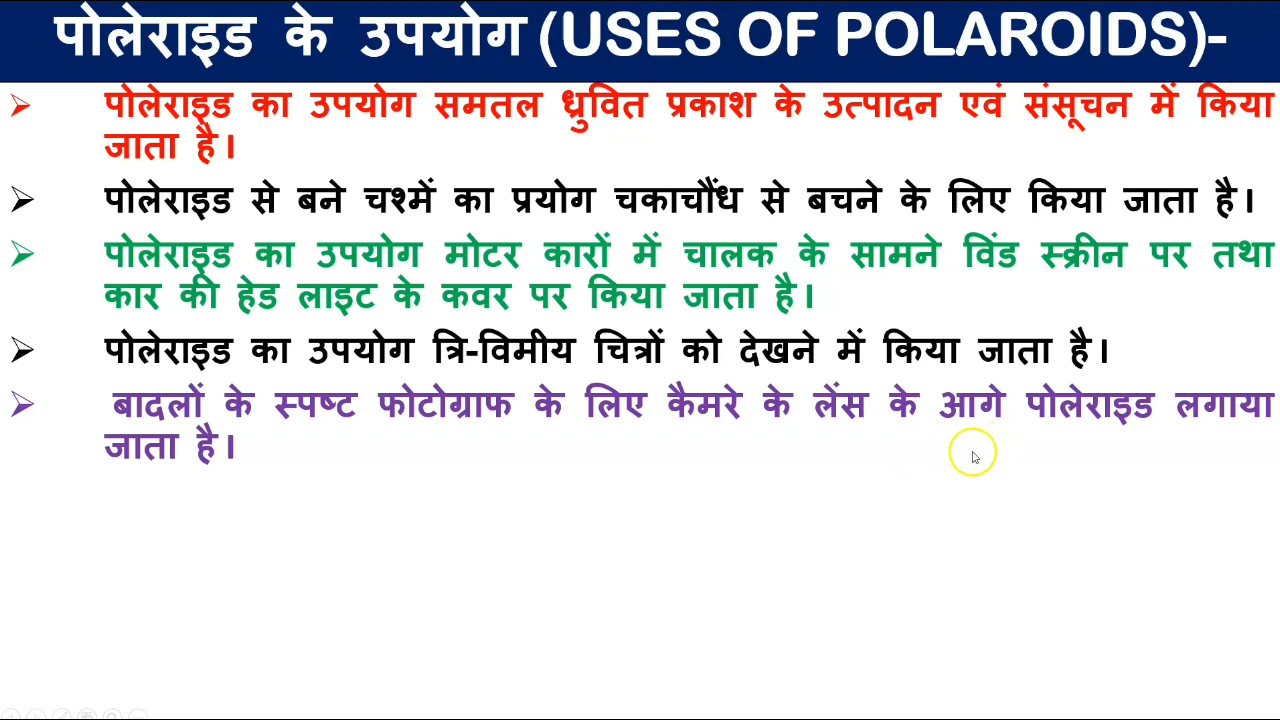 पोलेराइड के उपयोग (USES OF POLAROIDS)-
पोलेराइड का उपयोग समतल ध्रुवित प्रकाश के उत्पादन एवं संसूचन में किया
जाता है।
पोलेराइड से बने चश्में का प्रयोग चकाचौंध से बचने के लिए किया जाता है।
पोलेराइड का उपयोग मोटर कारों में चालक के सामने विंड स्क्रीन पर तथा
कार की हेड लाइट के कवर पर किया जाता है।
पोलेराइड का उपयोग त्रि-विमीय चित्रों को देखने में किया जाता है।
बादलों के स्पष्ट फोटोग्राफ के लिए कैमरे के लेंस के आगे पोलेराइड लगाया
जाता है।